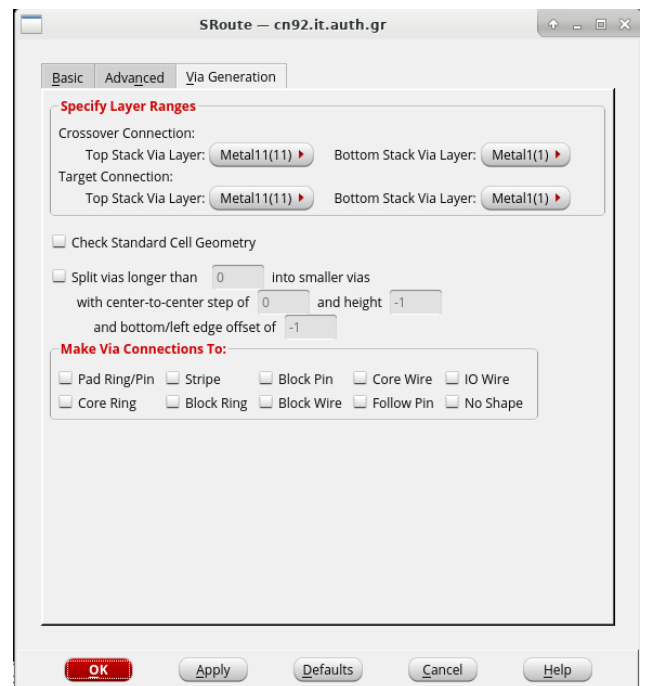 SRoute — cn92.it.auth.gr
Basic Advanced Via Generation
Specify Layer Ranges
Crossover Connection:
Top Stack Via Layer: Metal11(11) Bottom Stack Via Layer: Metal1(1)
Target Connection:
Top Stack Via Layer: Metal11(11) Bottom Stack Via Layer: Metal1(1)
Check Standard Cell Geometry
Split vias longer than 0 into smaller vias
with center-to-center step of 0 and height -1
and bottom/left edge offset of -1
Make Via Connections To:
Pad Ring/Pin Stripe Block Pin Core Wire IO Wire
Core Ring Block Ring Block Wire Follow Pin No Shape
OK Apply Defaults Cancel Help